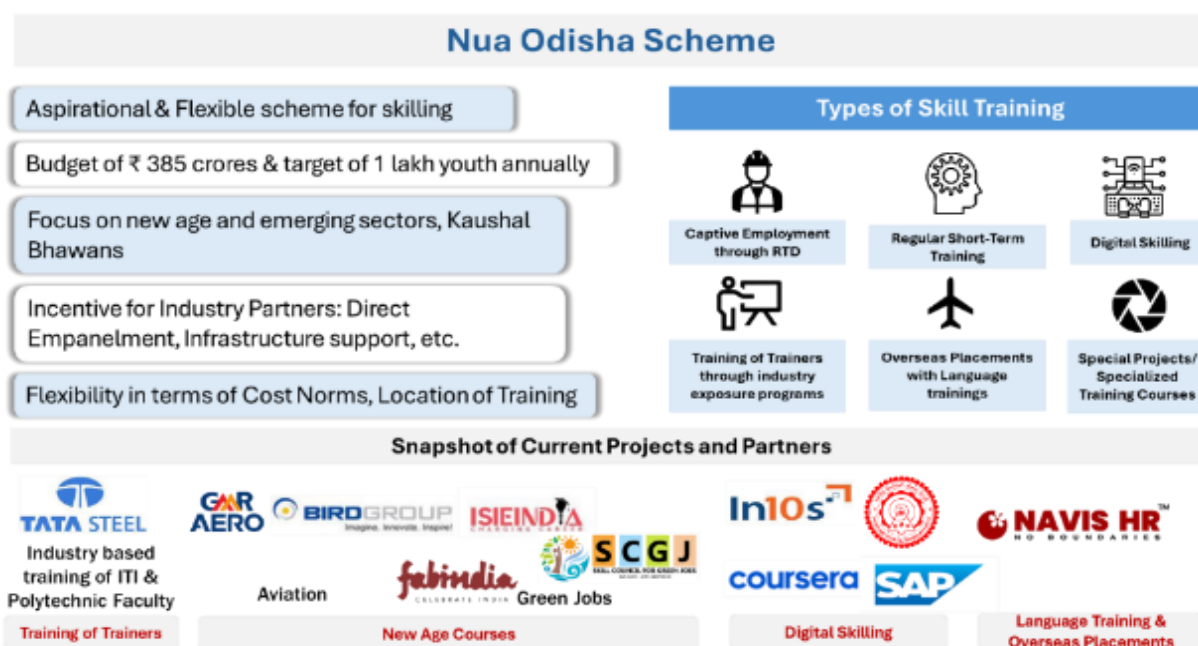 Nua Odisha Scheme
Aspirational & Flexible scheme for skilling
Budget of ₹ 385 crores & target of 1 lakh youth annually
Focus on new age and emerging sectors, Kaushal
Bhawans
Incentive for Industry Partners: Direct
Empanelment, Infrastructure support, etc.
Flexibility in terms of Cost Norms, Location of Training
Types of Skill Training
Captive Employment
through RTD
Regular Short-Term
Training
Digital Skilling
Training of Trainers
through industry
exposure programs
Overseas Placements
with Language
trainings
Special Projects/
Specialized
Training Courses
Snapshot of Current Projects and Partners
TATA STEEL
Industry based
training of ITI &
Polytechnic Faculty
Training of Trainers
GMR
AERO
BIRDGROUP
Imagine. Innovate. Inspire!
ISIEINDIA
Aviation
fabindia
CELEBRATE INDIA
SCGJ
SKILL COUNCIL FOR GREEN JOBS
Green Jobs
New Age Courses
In10s
coursera
SAP
Digital Skilling
NAVIS HR™
NO BOUNDARIES
Language Training &
Overseas Placements